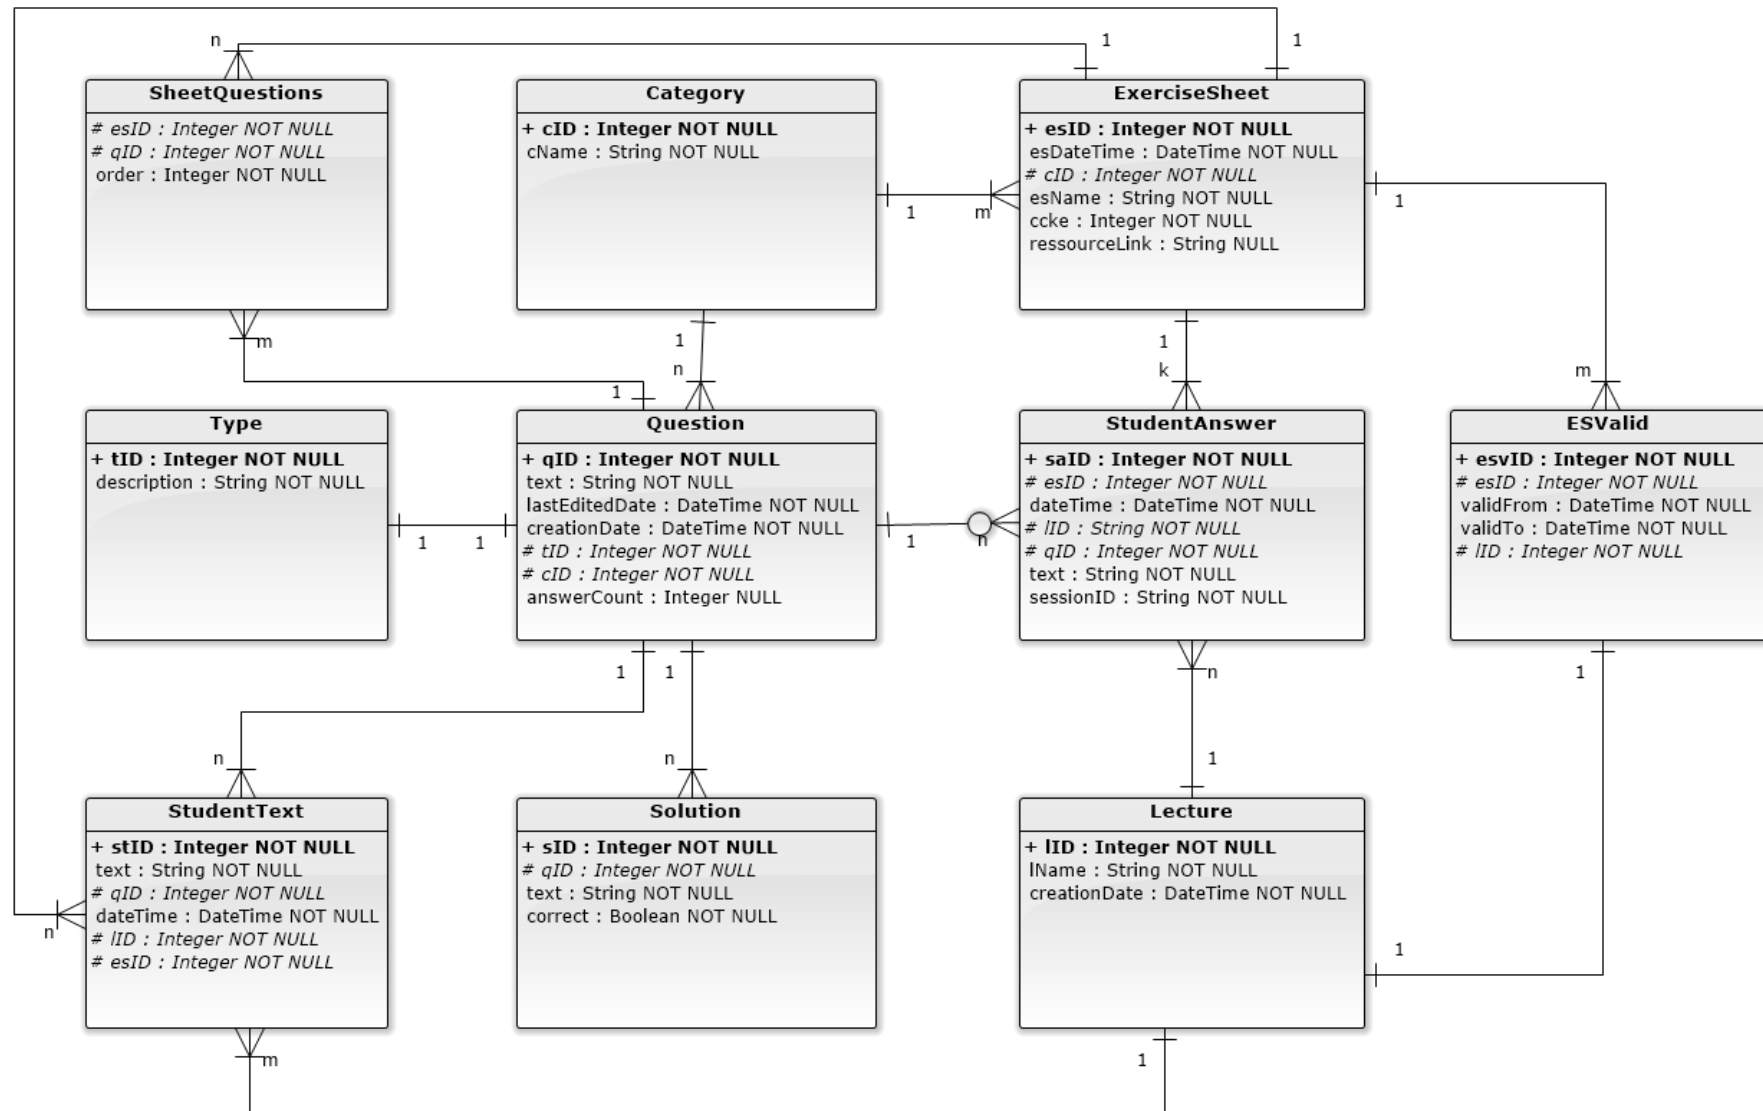 n
1
1
SheetQuestions
# esID : Integer NOT NULL
# qID : Integer NOT NULL
order : Integer NOT NULL
m
Category
+ cID : Integer NOT NULL
cName : String NOT NULL
1
m
1
n
ExerciseSheet
+ esID : Integer NOT NULL
esDateTime : DateTime NOT NULL
# cID : Integer NOT NULL
esName : String NOT NULL
ccke : Integer NOT NULL
ressourceLink : String NULL
1
1
k
m
1
Type
+ tID : Integer NOT NULL
description : String NOT NULL
1
1
Question
+ qID : Integer NOT NULL
text : String NOT NULL
lastEditedDate : DateTime NOT NULL
creationDate : DateTime NOT NULL
# tID : Integer NOT NULL
# cID : Integer NOT NULL
answerCount : Integer NULL
1
n
StudentAnswer
+ saID : Integer NOT NULL
# esID : Integer NOT NULL
dateTime : DateTime NOT NULL
# lID : String NOT NULL
# qID : Integer NOT NULL
text : String NOT NULL
sessionID : String NOT NULL
ESValid
+ esvID : Integer NOT NULL
# esID : Integer NOT NULL
validFrom : DateTime NOT NULL
validTo : DateTime NOT NULL
# lID : Integer NOT NULL
1
1
n
1
n
n
1
StudentText
+ stID : Integer NOT NULL
text : String NOT NULL
# qID : Integer NOT NULL
dateTime : DateTime NOT NULL
# lID : Integer NOT NULL
# esID : Integer NOT NULL
n
m
Solution
+ sID : Integer NOT NULL
# qID : Integer NOT NULL
text : String NOT NULL
correct : Boolean NOT NULL
Lecture
+ lID : Integer NOT NULL
lName : String NOT NULL
creationDate : DateTime NOT NULL
1
1